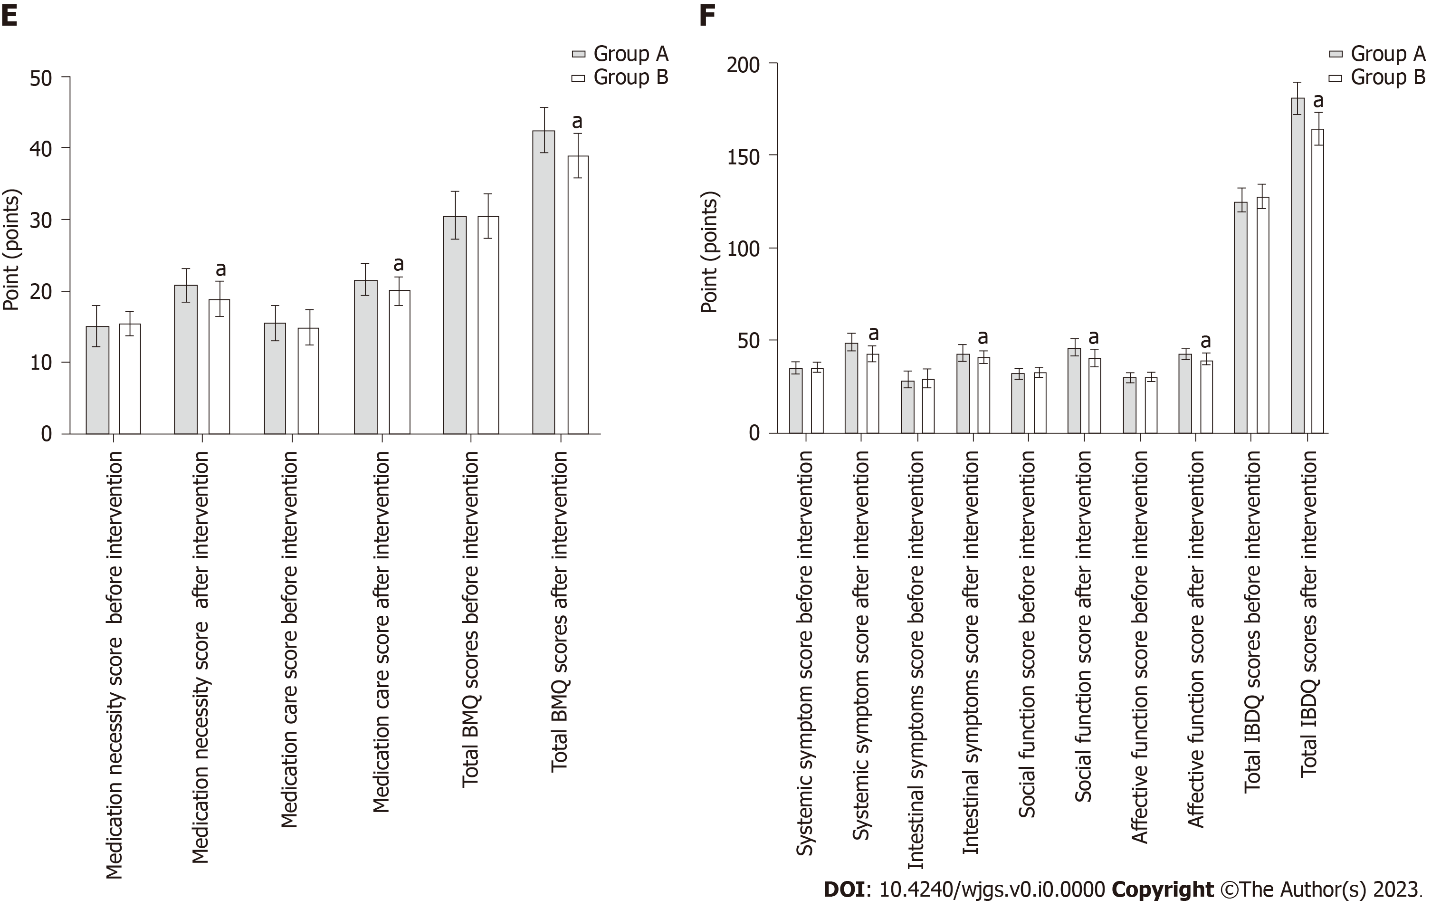 E
Group A
Group B
50
40
30
20
10
0
Point (points)
a
a
a
Medication necessity score before intervention
Medication necessity score after intervention
Medication care score before intervention
Medication care score after intervention
Total BMQ scores before intervention
Total BMQ scores after intervention
F
Group A
Group B
200
150
100
50
0
Point (points)
a
a
a
a
a
Systemic symptom score before intervention
Systemic symptom score after intervention
Intestinal symptoms score before intervention
Intestinal symptoms score after intervention
Social function score before intervention
Social function score after intervention
Affective function score before intervention
Affective function score after intervention
Total IBDQ scores before intervention
Total IBDQ scores after intervention
DOI: 10.4240/wjgs.v0.i0.0000 Copyright ©The Author(s) 2023.